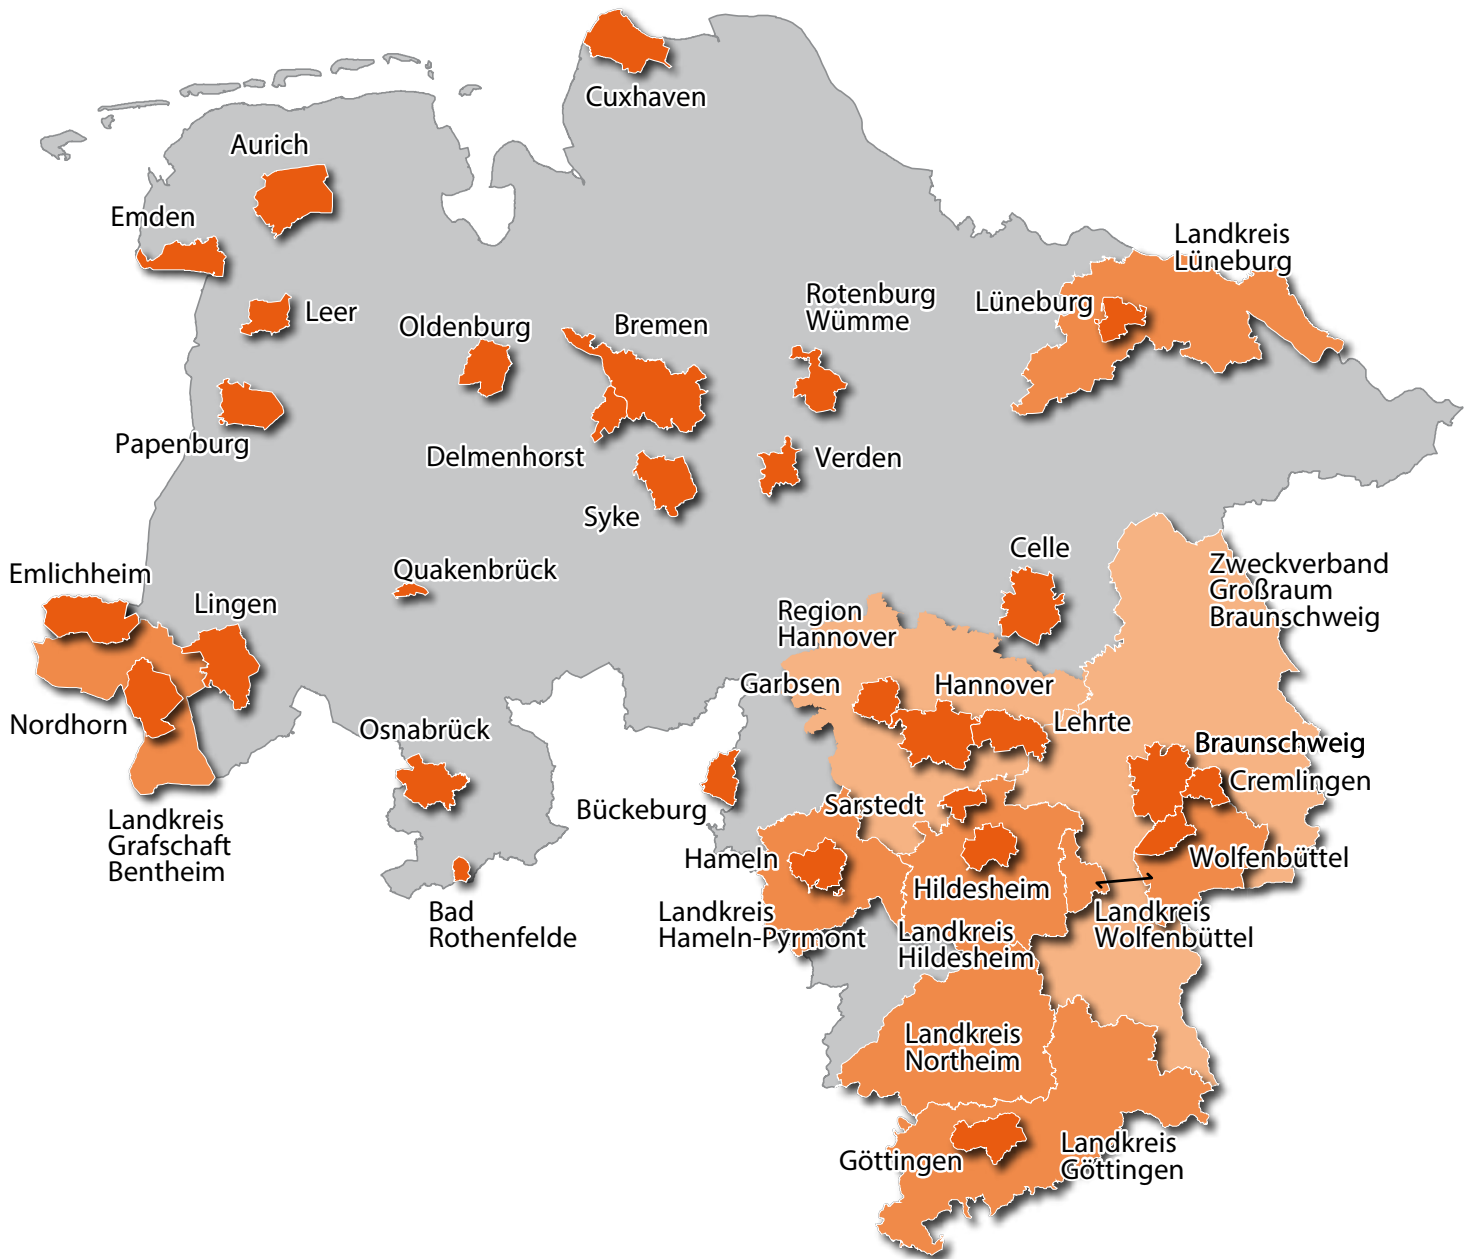 Cuxhaven
Aurich
Emden
Landkreis
Lüneburg
Leer
Oldenburg
Bremen
Rotenburg
Wümme
Lüneburg
Papenburg
Delmenhorst
Verden
Syke
Celle
Emlichheim
Quakenbrück
Lingen
Zweckverband
Großraum
Braunschweig
Region
Hannover
Garbsen
Hannover
Lehrte
Nordhorn
Osnabrück
Braunschweig
Cremlingen
Bückeburg
Sarstedt
Landkreis
Grafschaft
Bentheim
Hameln
Hildesheim
Wolfenbüttel
Bad
Rothenfelde
Landkreis
Hameln-Pyrmont
Landkreis
Hildesheim
Landkreis
Wolfenbüttel
Landkreis
Northeim
Göttingen
Landkreis
Göttingen